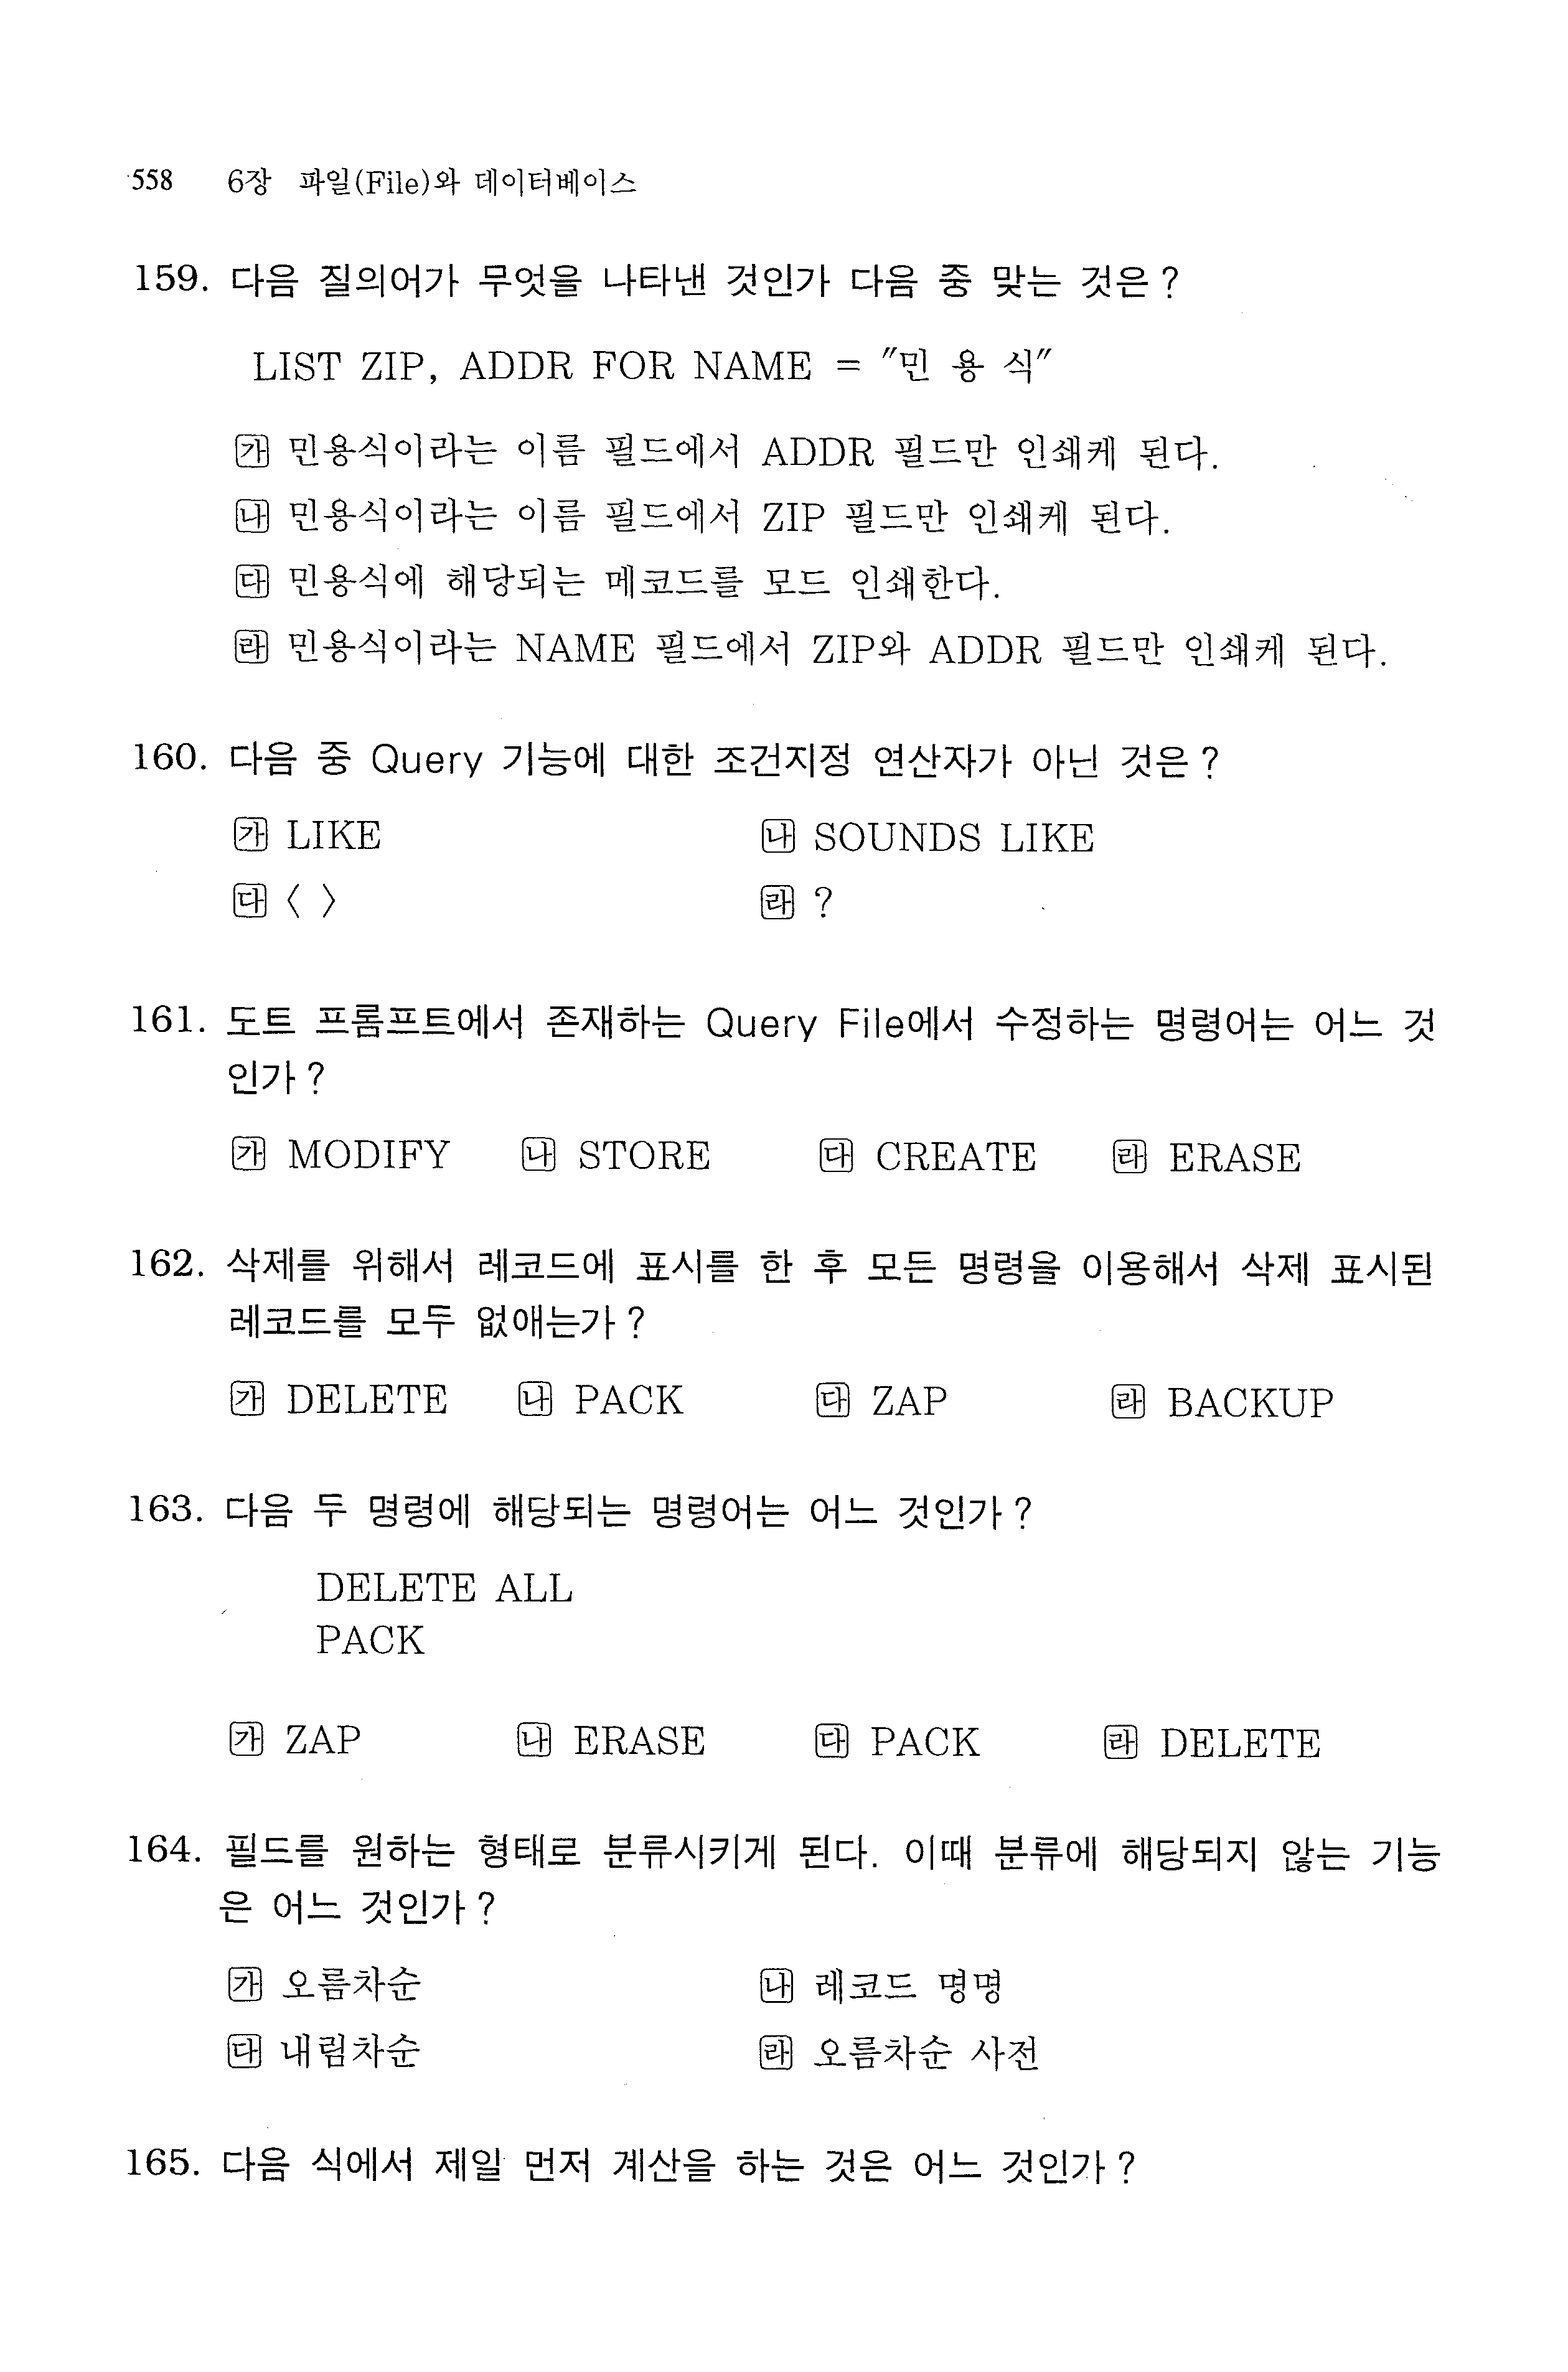 558 6장 파일(File)와 데이터베이스
159. 다음 질의어가 무엇을 나타낸 것인가 다음 중 맞는 것은?
LIST ZIP, ADDR FOR NAME = "민 용 식"
㉮ 민용식이라는 이름 필드에서 ADDR 필드만 인쇄케 된다.
㉯ 민용식이라는 이름 필드에서 ZIP 필드만 인쇄케 된다.
㉰ 민용식에 해당되는 메코드를 모드 인쇄한다.
㉱ 민용식이라는 NAME 필드에서 ZIP와 ADDR 필드만 인쇄케 된다.
160. 다음 중 Query 기능에 대한 조건지정 연산자가 아닌 것은?
㉮ LIKE ㉯ SOUNDS LIKE
㉰ 〈 〉 ㉱ ?
161. 도트 프롬프트에서 존재하는 Query File에서 수정하는 명령어는 어느 것
인가?
㉮ MODIFY ㉯ STORE ㉰ CREATE ㉱ ERASE
162. 삭제를 위해서 레코드에 표시를 한 후 모든 명령을 이용해서 삭제 표시된
레코드를 모두 없애는가?
㉮ DELETE ㉯ PACK ㉰ ZAP ㉱ BACKUP
163. 다음 두 명령에 해당되는 명령어는 어느 것인가?
DELETE ALL
PACK
㉮ ZAP ㉯ ERASE ㉰ PACK ㉱ DELETE
164. 필드를 원하는 형태로 분류시키게 된다. 이때 분류에 해당되지 않는 기능
은 어느 것인가?
㉮ 오름차순 ㉯ 레코드 명명
㉰ 내림차순 ㉱ 오름차순 사전
165. 다음 식에서 제일 먼저 계산을 하는 것은 어느 것인가?